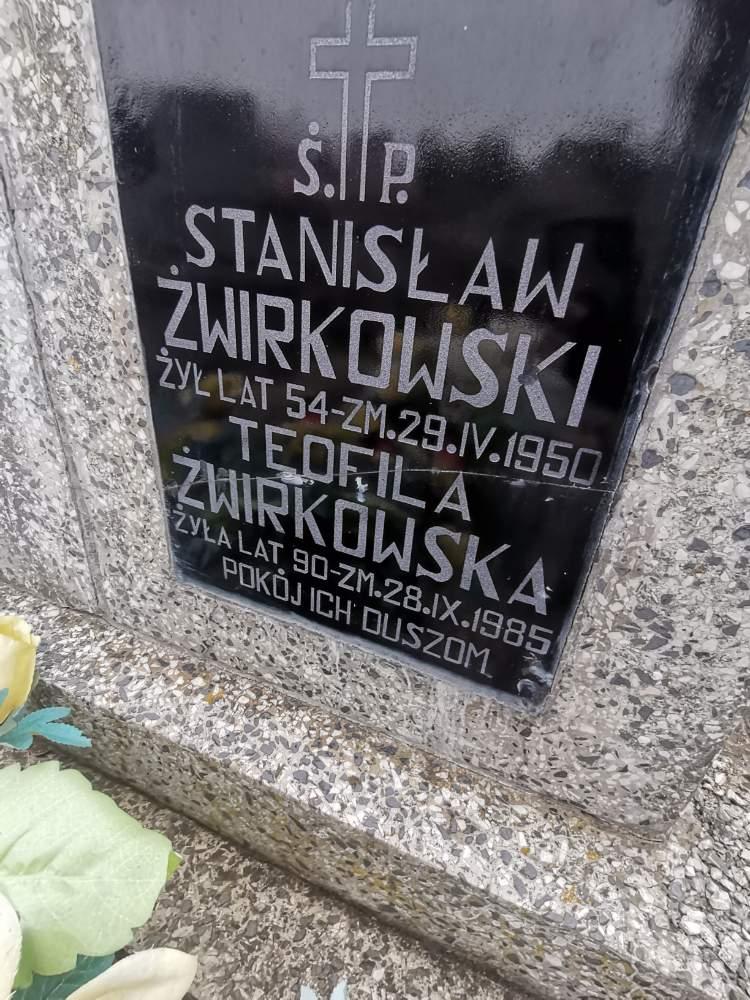 Ś. P.
STANISŁAW
ŻWIRKOWSKI
ŻYŁ LAT 54-ZM.29.IV.1950
TEOFILA
ŻWIRKOWSKA
ŻYŁA LAT 90-ZM.28.IX.1985
POKÓJ ICH DUSZOM.